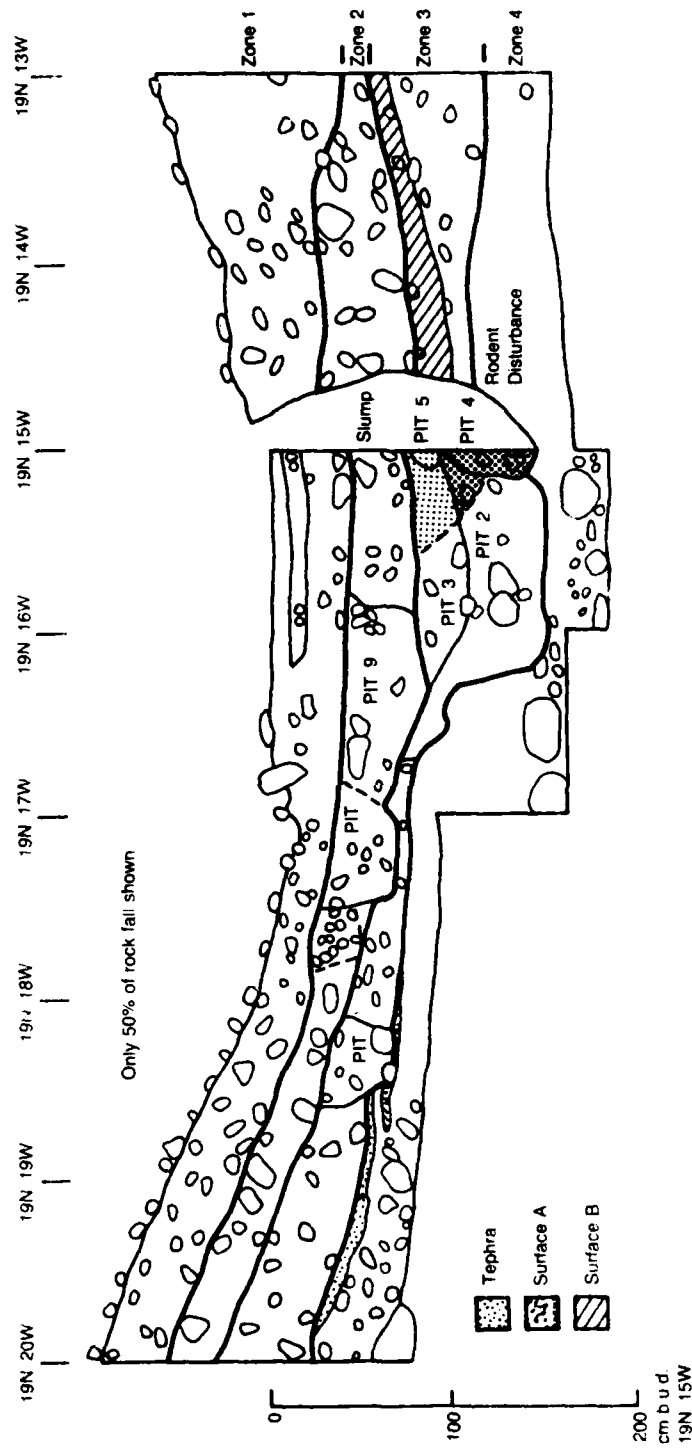 19N 20W
19N 19W
19N 18W
19N 17W
19N 16W
19N 15W
19N 14W
19N 13W
Only 50% of rock fall shown
Zone 1
Zone 2
Zone 3
Zone 4
PIT
PIT
PIT 9
PIT 3
PIT 2
Slump
PIT 5
PIT 4
Rodent
Disturbance
Tephra
Surface A
Surface B
0
100
200
cm b u d.
19N 15W